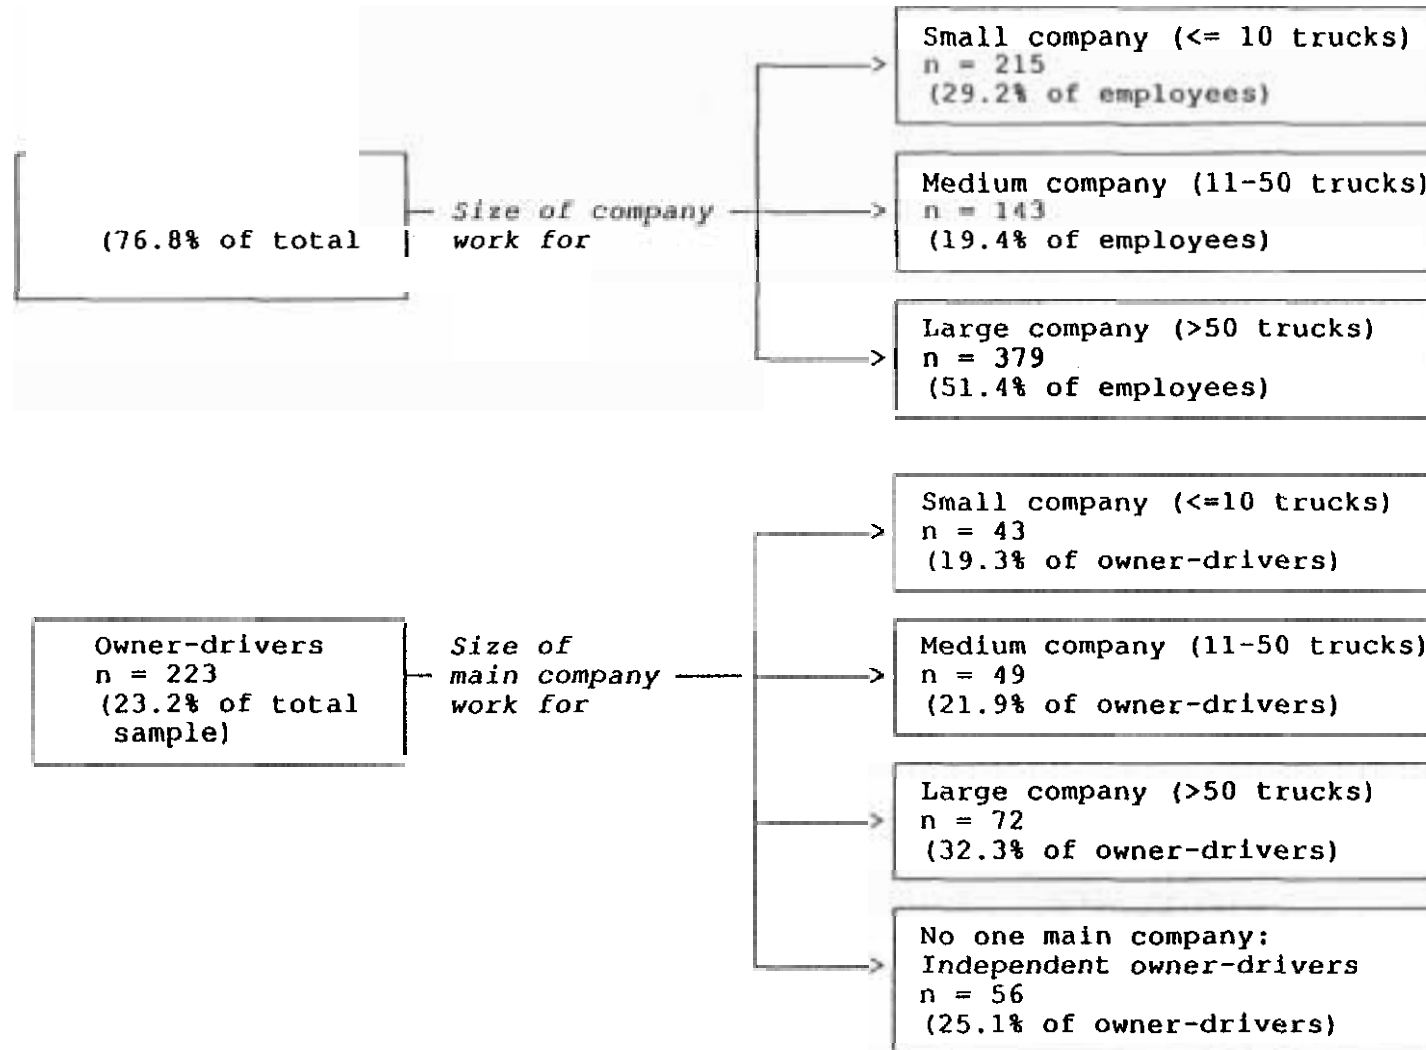 Small company (<= 10 trucks)
n = 215
(29.2% of employees)
Medium company (11-50 trucks)
n = 143
(19.4% of employees)
Large company (>50 trucks)
n = 379
(51.4% of employees)
(76.8% of total
Size of company
work for
Small company (<=10 trucks)
n = 43
(19.3% of owner-drivers)
Owner-drivers
n = 223
(23.2% of total
sample)
Size of
main company
work for
Medium company (11-50 trucks)
n = 49
(21.9% of owner-drivers)
Large company (>50 trucks)
n = 72
(32.3% of owner-drivers)
No one main company:
Independent owner-drivers
n = 56
(25.1% of owner-drivers)